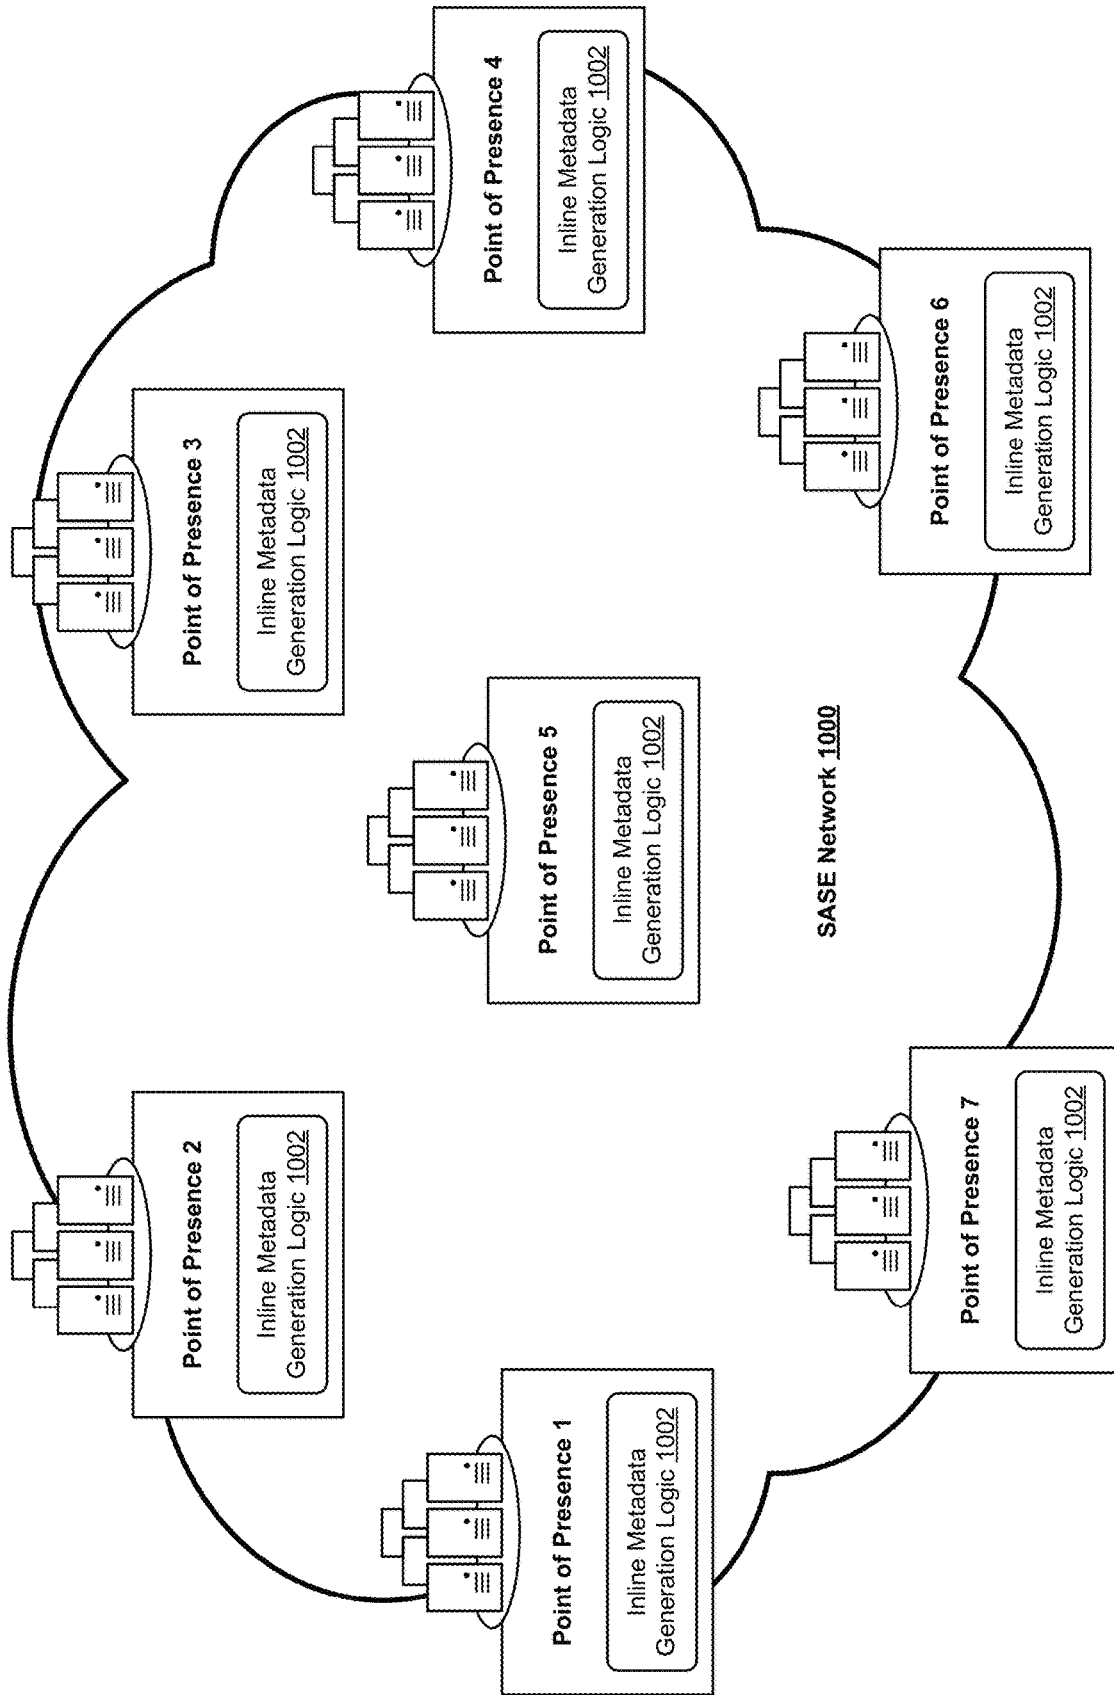 Point of Presence 1
Inline Metadata
Generation Logic 1002
Point of Presence 2
Inline Metadata
Generation Logic 1002
Point of Presence 3
Inline Metadata
Generation Logic 1002
Point of Presence 4
Inline Metadata
Generation Logic 1002
Point of Presence 5
Inline Metadata
Generation Logic 1002
Point of Presence 6
Inline Metadata
Generation Logic 1002
Point of Presence 7
Inline Metadata
Generation Logic 1002
SASE Network 1000